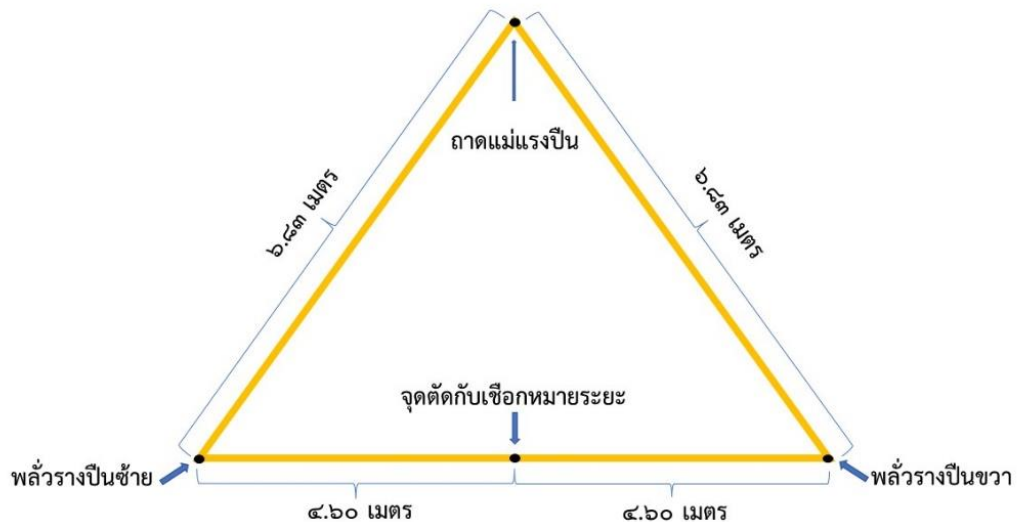 ถาดแม่แรงปืน
๖.๘๓ เมตร
๖.๘๓ เมตร
จุดตัดกับเชือกหมายระยะ
พลั่วรางปืนซ้าย
พลั่วรางปืนขวา
๔.๖๐ เมตร
๔.๖๐ เมตร